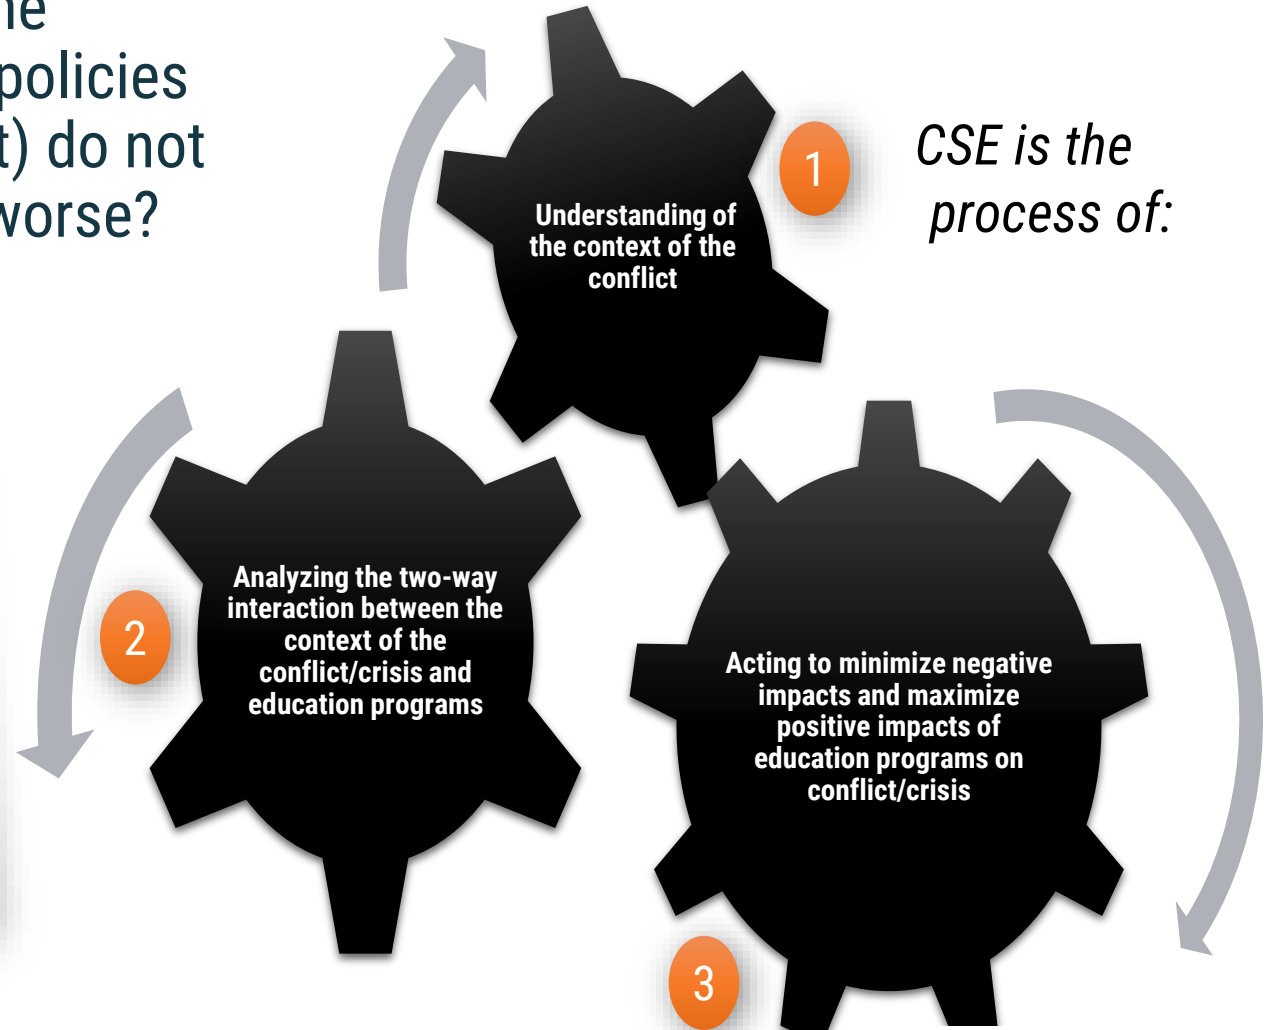 ne
policies
t) do not
worse?
1
CSE is the
process of:
Understanding of
the context of the
conflict
2
Analyzing the two-way
interaction between the
context of the
conflict/crisis and
education programs
Acting to minimize negative
impacts and maximize
positive impacts of
education programs on
conflict/crisis
3